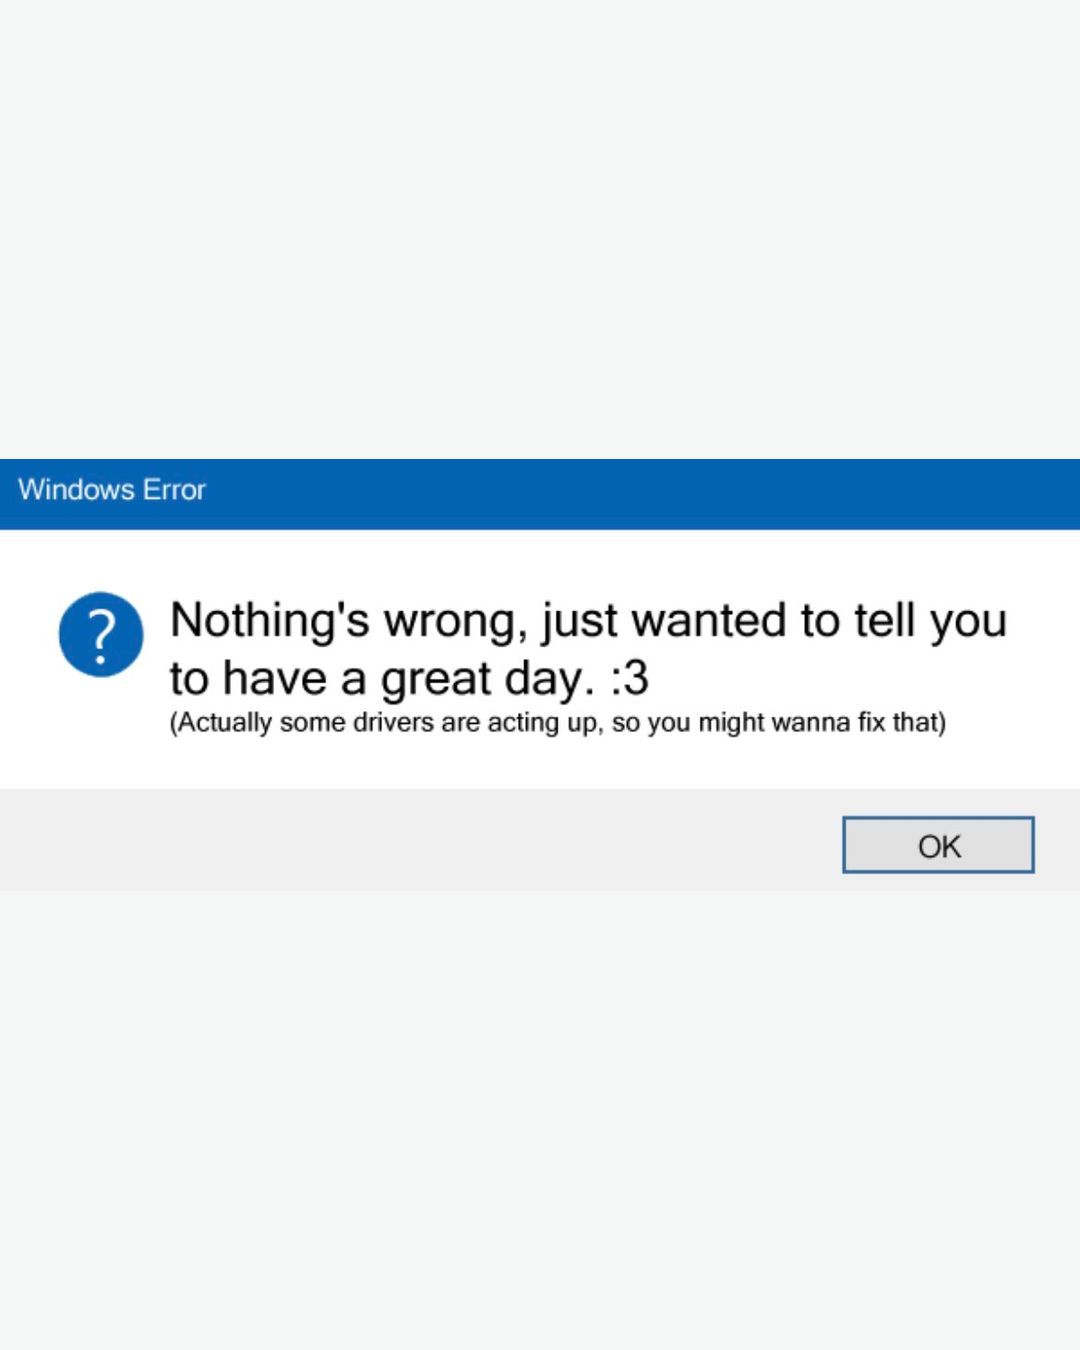 Windows Error
?
Nothing's wrong, just wanted to tell you
to have a great day. :3
(Actually some drivers are acting up, so you might wanna fix that)
OK